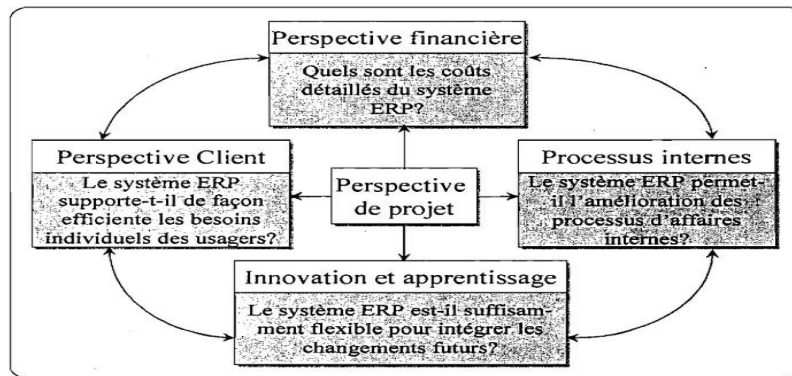 Perspective financière
Quels sont les coûts
détaillés du système
ERP?
Perspective Client
Le système ERP
supporte-t-il de façon
efficiente les besoins
individuels des usagers?
Perspective
de projet
Processus internes
Le système ERP permet-
il l'amélioration des
processus d'affaires
internes?
Innovation et apprentissage
Le système ERP est-il suffisam-
ment flexible pour intégrer les
changements futurs?